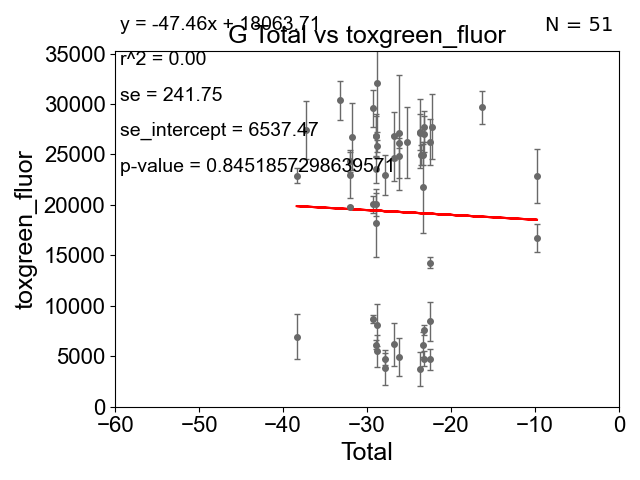 y = -47.46x + 18063.71
N = 51
G Total vs toxgreen_fluor
r^2 = 0.00
se = 241.75
se_intercept = 6537.47
p-value = 0.8451857298639571
toxgreen_fluor
35000
30000
25000
20000
15000
10000
5000
0
−60
−50
−40
−30
−20
−10
0
Total